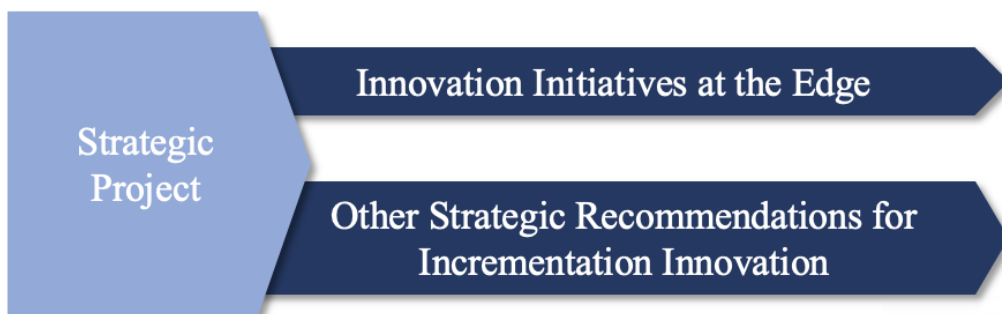 Strategic
Project
Innovation Initiatives at the Edge
Other Strategic Recommendations for
Incrementation Innovation